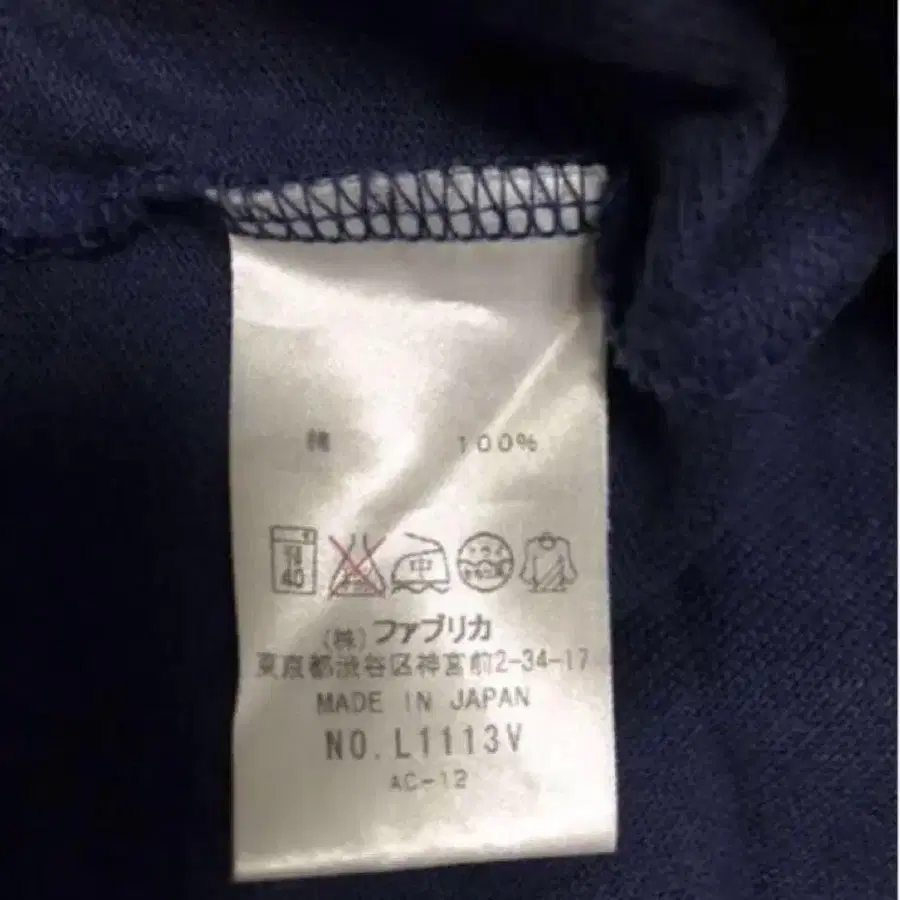 綿 100%
40
中
(株)ファブリカ
東京都渋谷区神宮前2-34-17
MADE IN JAPAN
NO.L1113V
AC-12